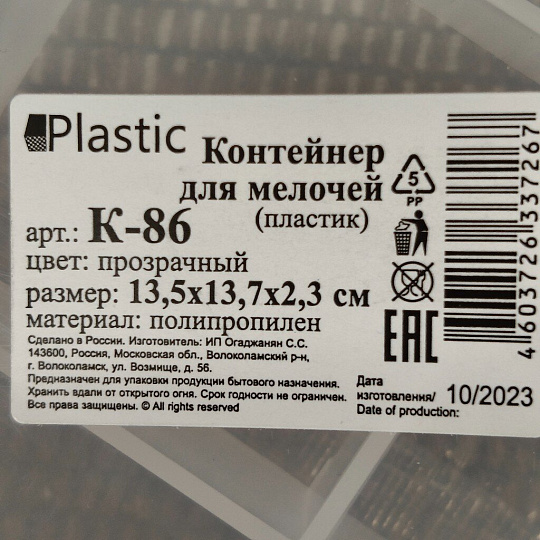 Plastic
Контейнер
для мелочей
(пластик)
арт.: К-86
цвет: прозрачный
размер: 13,5х13,7х2,3 см
материал: полипропилен
Сделано в России. Изготовитель: ИП Огаджанян С.С.
143600, Россия, Московская обл., Волоколамский р-н,
г. Волоколамск, ул. Возмище, д. 56.
Предназначен для упаковки продукции бытового назначения.
Хранить вдали от открытого огня. Срок годности не ограничен.
Все права защищены. © All rights reserved
5
PP
EAC
Дата
изготовления/
Date of production:
10/2023
4603726337267